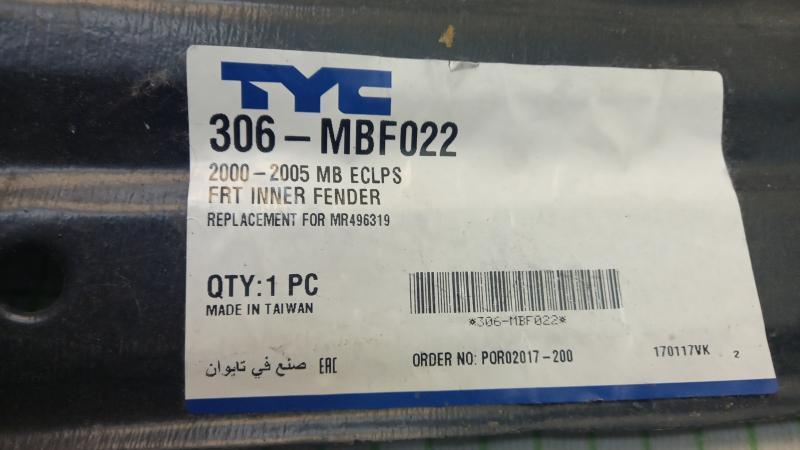 TYC
306-MBF022
2000-2005 MB ECLPS
FRT INNER FENDER
REPLACEMENT FOR MR496319
QTY:1 PC
MADE IN TAIWAN
*306-MBF022*
صنع في تايوان EAC
ORDER NO: POR02017-200
170117VK 2